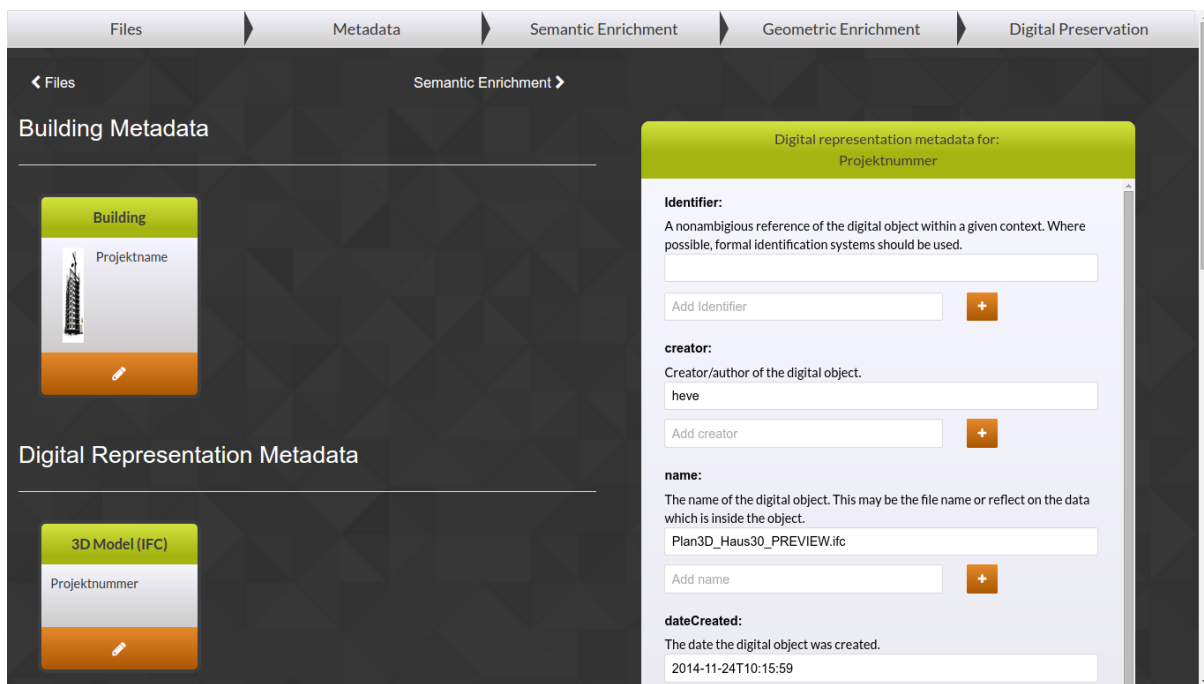 Files
Metadata
Semantic Enrichment
Geometric Enrichment
Digital Preservation
Files
Semantic Enrichment
Building Metadata
Building
Projektname
Digital Representation Metadata
3D Model (IFC)
Projektnummer
Digital representation metadata for:
Projektnummer
Identifier:
A nonambigious reference of the digital object within a given context. Where
possible, formal identification systems should be used.
Add Identifier
+
creator:
Creator/author of the digital object.
heve
Add creator
+
name:
The name of the digital object. This may be the file name or reflect on the data
which is inside the object.
Plan3D_Haus30_PREVIEW.ifc
Add name
+
dateCreated:
The date the digital object was created.
2014-11-24T10:15:59